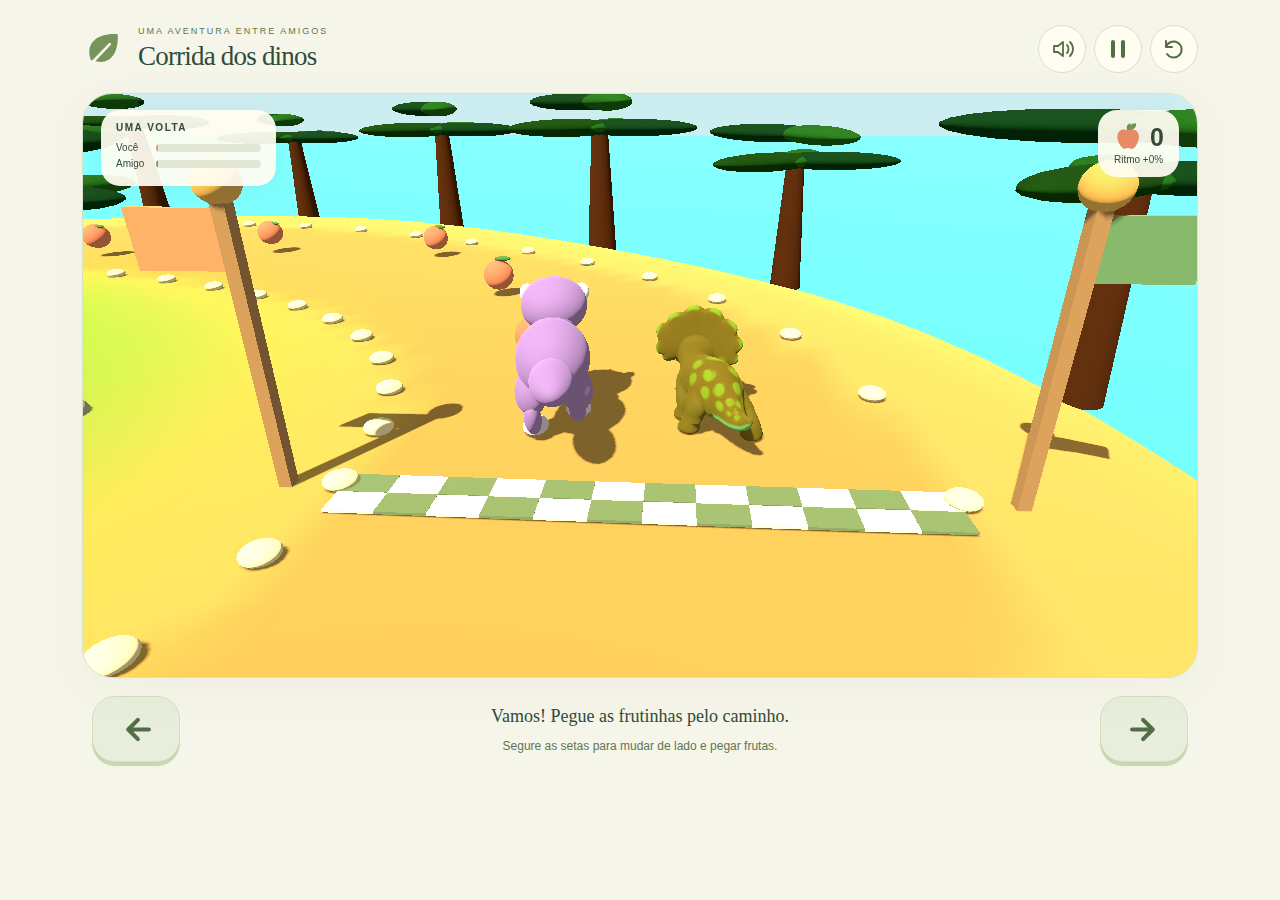 UMA AVENTURA ENTRE AMIGOS
Corrida dos dinos
UMA VOLTA
Você
Amigo
0
Ritmo +0%
Vamos! Pegue as frutinhas pelo caminho.
Segure as setas para mudar de lado e pegar frutas.